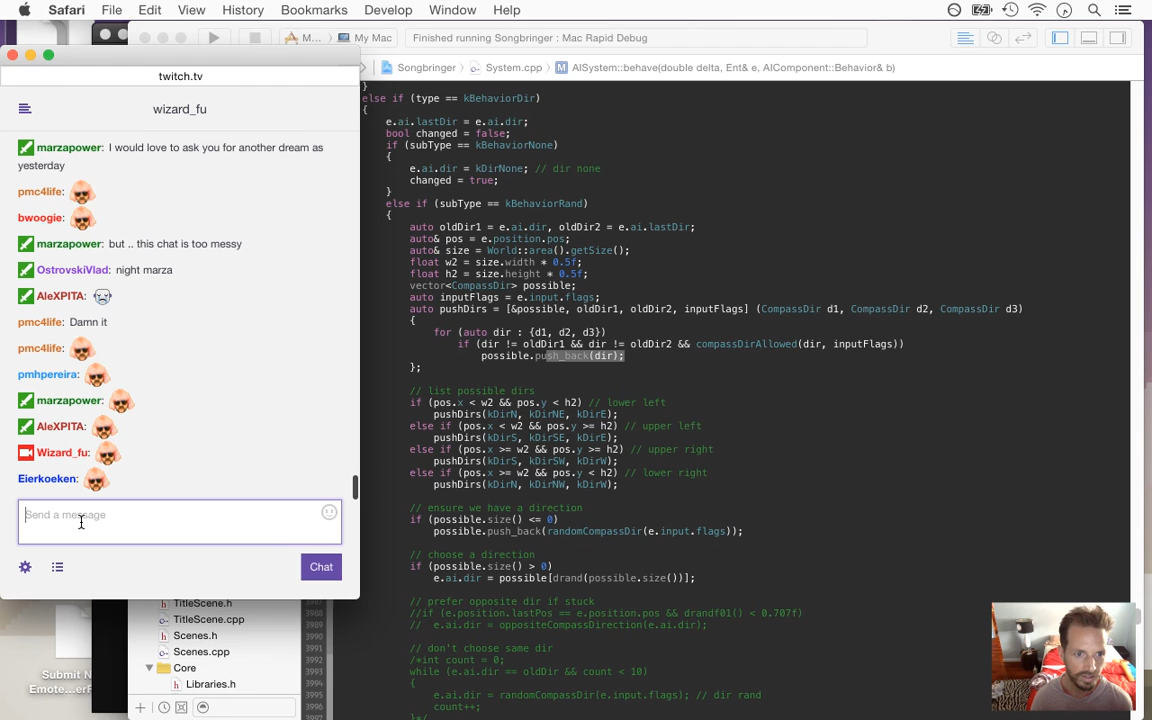 Safari File Edit View History Bookmarks Develop Window Help
M... My Mac Finished running Songbringer : Mac Rapid Debug
twitch.tv
Songbringer System.cpp M AISystem::behave(double delta, Ent& e, AIComponent::Behavior& b)
wizard_fu
marzapower: I would love to ask you for another dream as
yesterday
pmc4life:
bwoogie:
marzapower: but .. this chat is too messy
OstrovskiVlad: night marza
AleXPITA:
pmc4life: Damn it
pmc4life:
pmhpereira:
marzapower:
AleXPITA:
Wizard_fu:
Eierkoeken:
Send a message
Chat
}
else if (type == kBehaviorDir)
{
e.ai.lastDir = e.ai.dir;
bool changed = false;
if (subType == kBehaviorNone)
{
e.ai.dir = kDirNone; // dir none
changed = true;
}
else if (subType == kBehaviorRand)
{
auto oldDir1 = e.ai.dir, oldDir2 = e.ai.lastDir;
auto& pos = e.position.pos;
auto& size = World::area().getSize();
float w2 = size.width * 0.5f;
float h2 = size.height * 0.5f;
vector<CompassDir> possible;
auto inputFlags = e.input.flags;
auto pushDirs = [&possible, oldDir1, oldDir2, inputFlags] (CompassDir d1, CompassDir d2, CompassDir d3)
{
for (auto dir : {d1, d2, d3})
if (dir != oldDir1 && dir != oldDir2 && compassDirAllowed(dir, inputFlags))
possible.push_back(dir);
};
// list possible dirs
if (pos.x < w2 && pos.y < h2) // lower left
pushDirs(kDirN, kDirNE, kDirE);
else if (pos.x < w2 && pos.y >= h2) // upper left
pushDirs(kDirS, kDirSE, kDirE);
else if (pos.x >= w2 && pos.y >= h2) // upper right
pushDirs(kDirS, kDirSW, kDirW);
else if (pos.x >= w2 && pos.y < h2) // lower right
pushDirs(kDirN, kDirNW, kDirW);
// ensure we have a direction
if (possible.size() <= 0)
possible.push_back(randomCompassDir(e.input.flags));
// choose a direction
if (possible.size() > 0)
e.ai.dir = possible[drand(possible.size())];
// prefer opposite dir if stuck
//if (e.position.lastPos == e.position.pos && drandf01() < 0.707f)
// e.ai.dir = oppositeCompassDirection(e.ai.dir);
// don't choose same dir
/*int count = 0;
while (e.ai.dir == oldDir && count < 10)
{
e.ai.dir = randomCompassDir(e.input.flags); // dir rand
count++;
}*/
TitleScene.h
TitleScene.cpp
Scenes.h
Scenes.cpp
Core
Libraries.h
3989
3990
3991
3992
3993
3994
3995
3996
3997
Submit N
Emote...erF